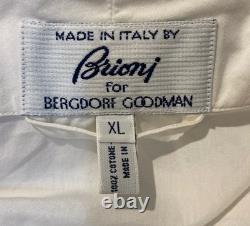 MADE IN ITALY BY
Brioni
for
BERGDORF GOODMAN
XL
100% COTONE-
MADE IN